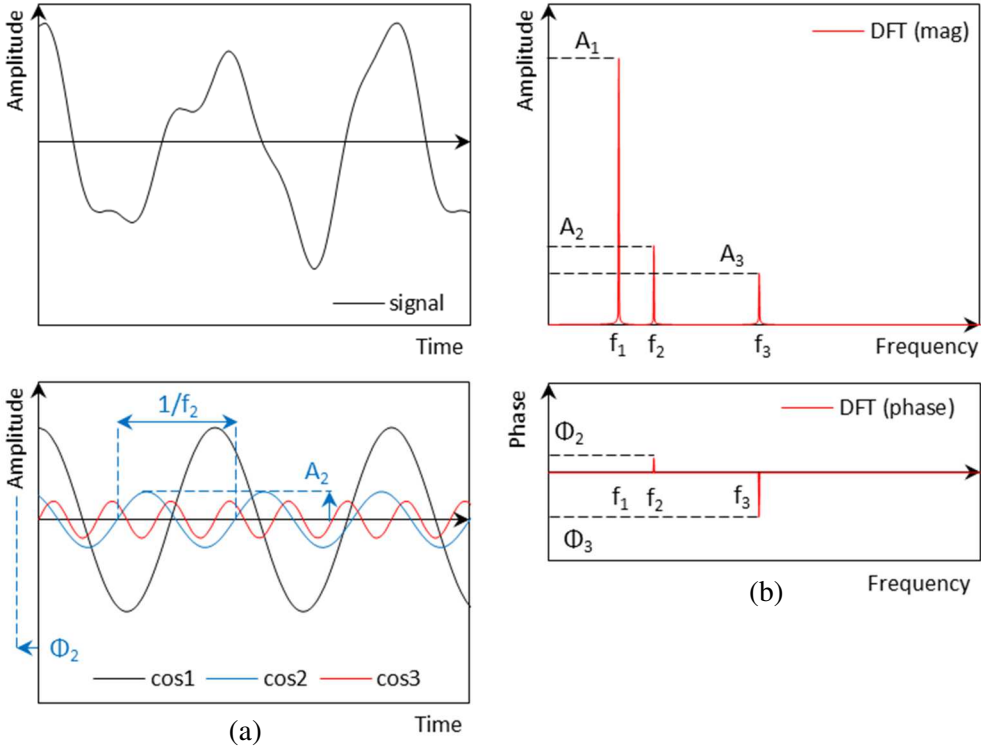 Amplitude
signal
Time
Amplitude
DFT (mag)
A₁
A₂
A₃
f₁ f₂ f₃
Frequency
Amplitude
1/f₂
A₂
Φ₂
cos1 cos2 cos3
Time
(a)
Phase
DFT (phase)
Φ₂
f₁ f₂ f₃
Φ₃
Frequency
(b)